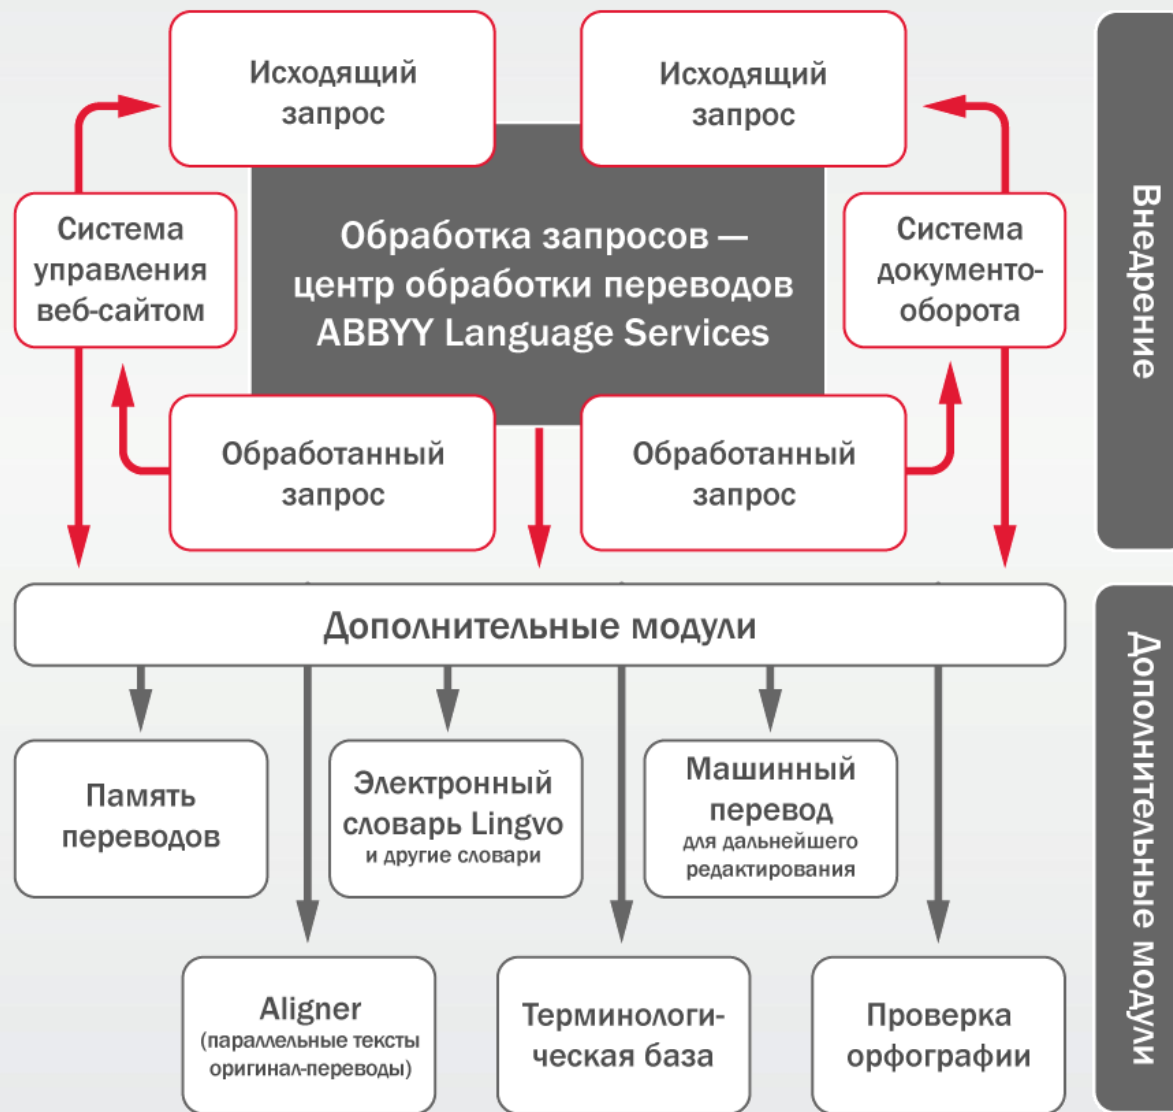 Исходящий
запрос
Исходящий
запрос
Система
управления
веб-сайтом
Обработка запросов —
центр обработки переводов
ABBYY Language Services
Система
документо-
оборота
Внедрение
Обработанный
запрос
Обработанный
запрос
Дополнительные модули
Память
переводов
Электронный
словарь Lingvo
и другие словари
Машинный
перевод
для дальнейшего
редактирования
Дополнительные модули
Aligner
(параллельные тексты
оригинал-переводы)
Терминологи-
ческая база
Проверка
орфографии